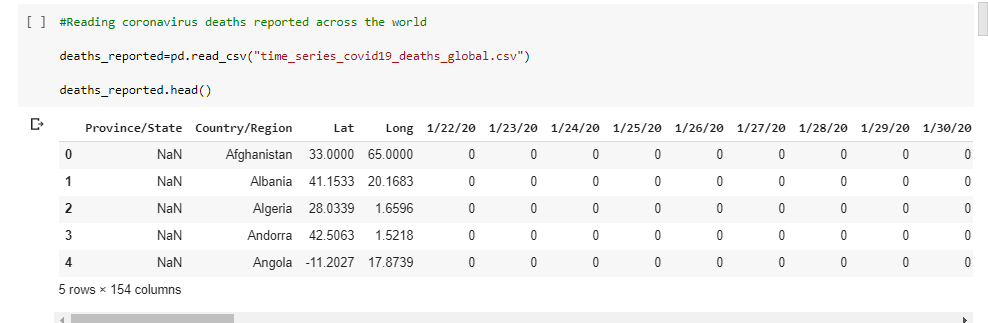 [ ] #Reading coronavirus deaths reported across the world
deaths_reported=pd.read_csv("time_series_covid19_deaths_global.csv")
deaths_reported.head()
Province/State Country/Region Lat Long 1/22/20 1/23/20 1/24/20 1/25/20 1/26/20 1/27/20 1/28/20 1/29/20 1/30/20
0 NaN Afghanistan 33.0000 65.0000 0 0 0 0 0 0 0 0 0
1 NaN Albania 41.1533 20.1683 0 0 0 0 0 0 0 0 0
2 NaN Algeria 28.0339 1.6596 0 0 0 0 0 0 0 0 0
3 NaN Andorra 42.5063 1.5218 0 0 0 0 0 0 0 0 0
4 NaN Angola -11.2027 17.8739 0 0 0 0 0 0 0 0 0
5 rows × 154 columns